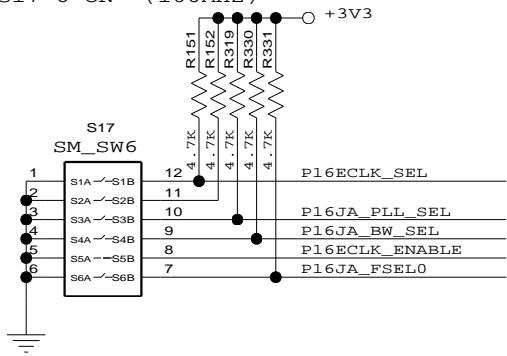 +3V3
R151
R152
R319
R330
R331
4.7K
4.7K
4.7K
4.7K
4.7K
S17
SM_SW6
1 S1A S1B 12 P16ECLK_SEL
2 S2A S2B 11
3 S3A S3B 10 P16JA_PLL_SEL
4 S4A S4B 9 P16JA_BW_SEL
5 S5A S5B 8 P16ECLK_ENABLE
6 S6A S6B 7 P16JA_FSEL0